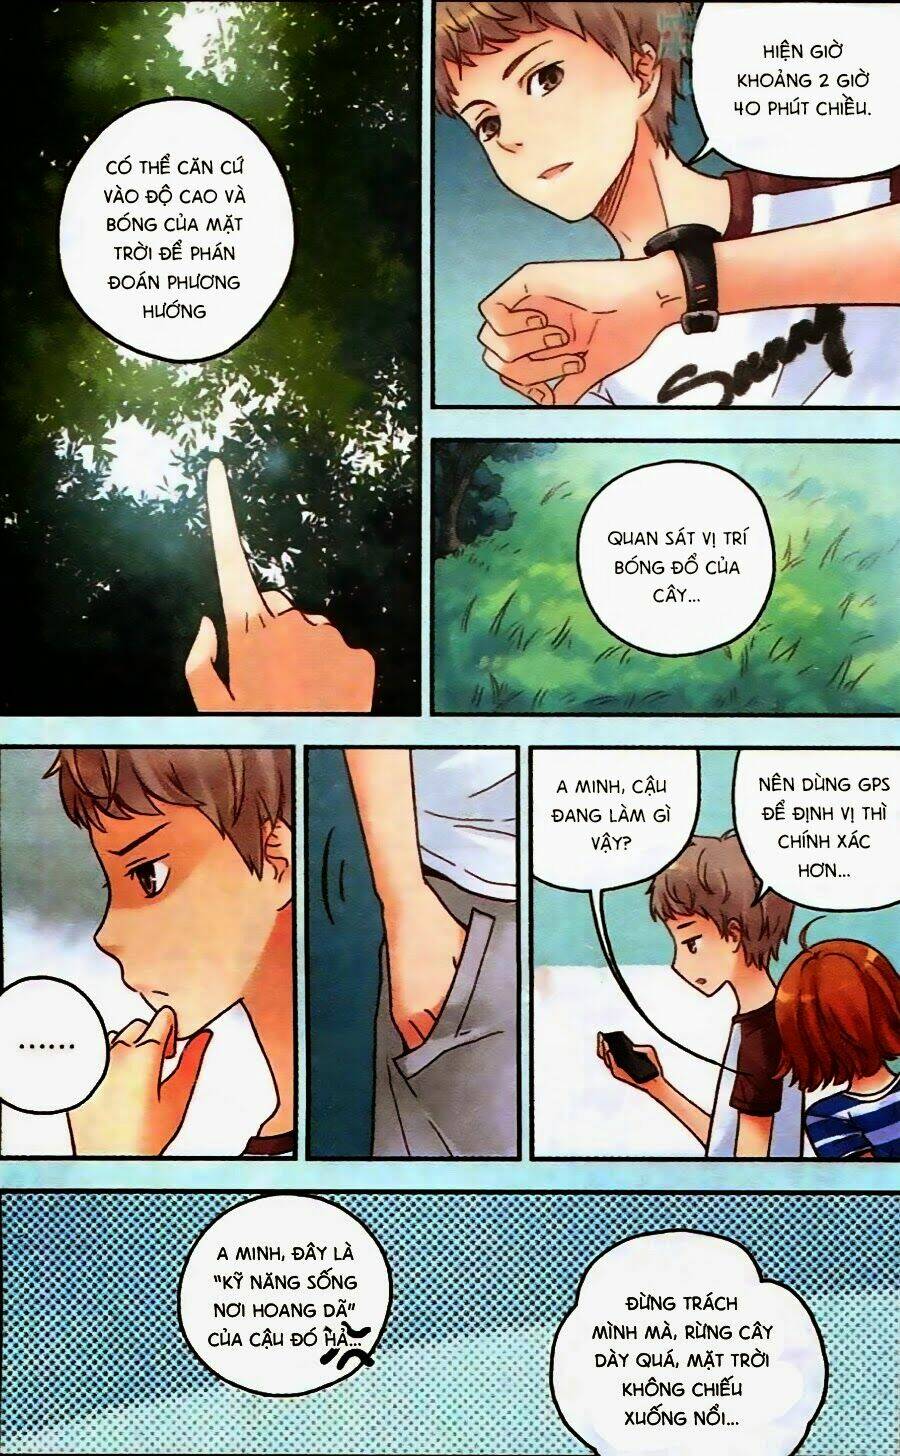 CÓ THỂ CĂN CỨ
VÀO ĐỘ CAO VÀ
BÓNG CỦA MẶT
TRỜI ĐỂ PHÁN
ĐOÁN PHƯƠNG
HƯỚNG
HIỆN GIỜ
KHOẢNG 2 GIỜ
40 PHÚT CHIỀU.
Sunny
QUAN SÁT VỊ TRÍ
BÓNG ĐỔ CỦA
CÂY...
......
A MINH, CẬU
ĐANG LÀM GÌ
VẬY?
NÊN DÙNG GPS
ĐỂ ĐỊNH VỊ THÌ
CHÍNH XÁC
HƠN...
A MINH, ĐÂY LÀ
"KỸ NĂNG SỐNG
NƠI HOANG DÃ"
CỦA CẬU ĐÓ HẢ...
ĐỪNG TRÁCH
MÌNH MÀ, RỪNG CÂY
DÀY QUÁ, MẶT TRỜI
KHÔNG CHIẾU
XUỐNG NỔI...